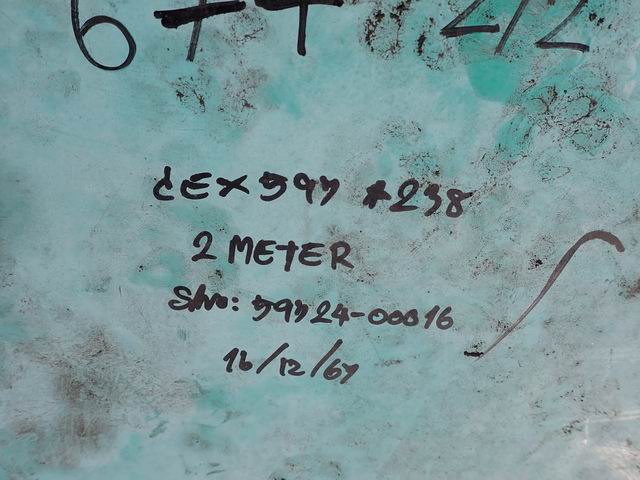 CEX 597 #238
2 METER
S/No: 59724-00016
16/12/67